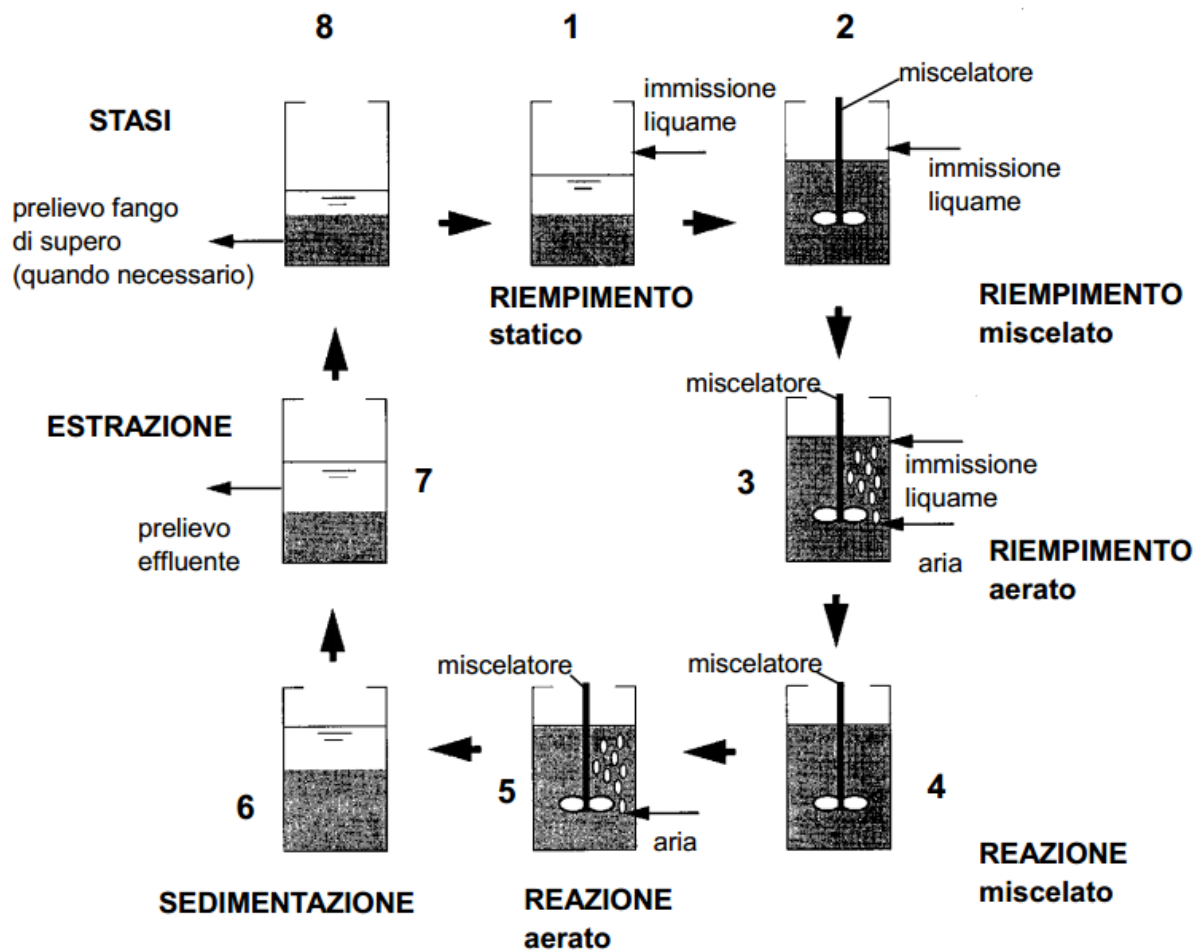 8
1
2
STASI
immissione
liquame
miscelatore
immissione
liquame
prelievo fango
di supero
(quando necessario)
RIEMPIMENTO
statico
RIEMPIMENTO
miscelato
ESTRAZIONE
7
prelievo
effluente
miscelatore
3
immissione
liquame
aria
RIEMPIMENTO
aerato
miscelatore
miscelatore
6
5
4
aria
SEDIMENTAZIONE
REAZIONE
aerato
REAZIONE
miscelato